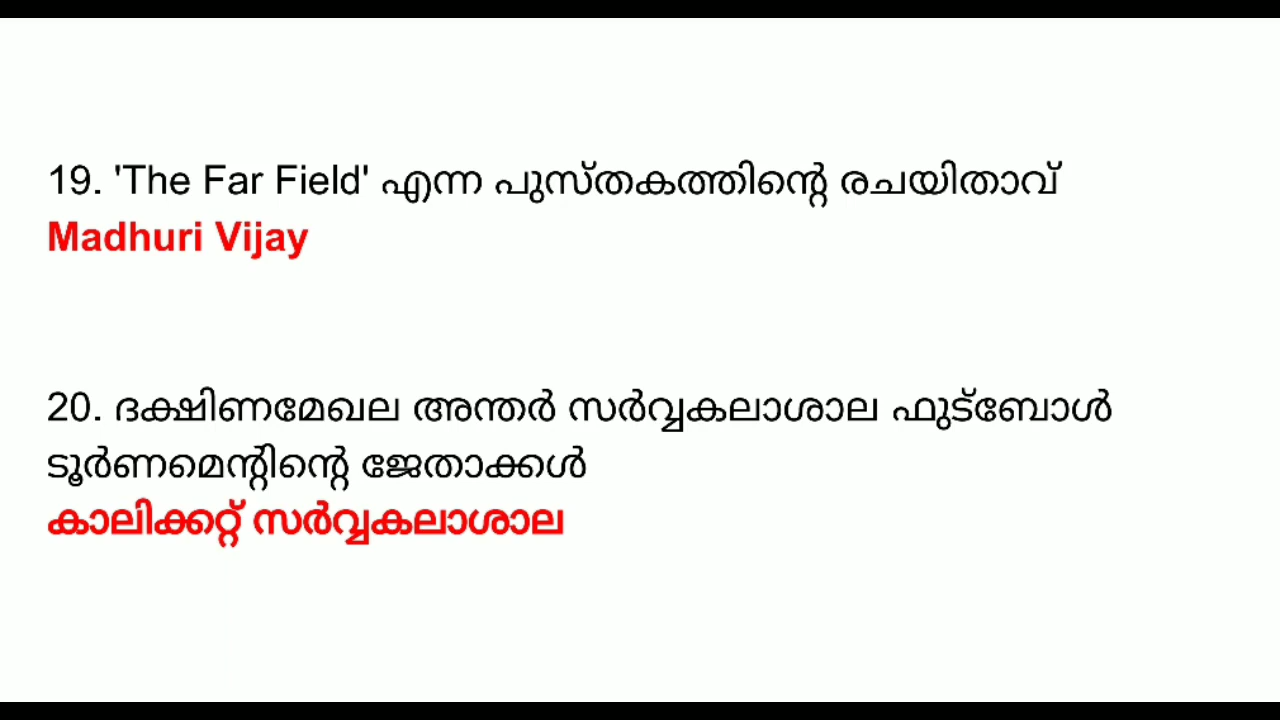 19. 'The Far Field' എന്ന പുസ്തകത്തിന്റെ രചയിതാവ്
Madhuri Vijay
20. ദക്ഷിണമേഖല അന്തർ സർവ്വകലാശാല ഫുട്ബോൾ
ടൂർണമെന്റിന്റെ ജേതാക്കൾ
കാലിക്കറ്റ് സർവ്വകലാശാല